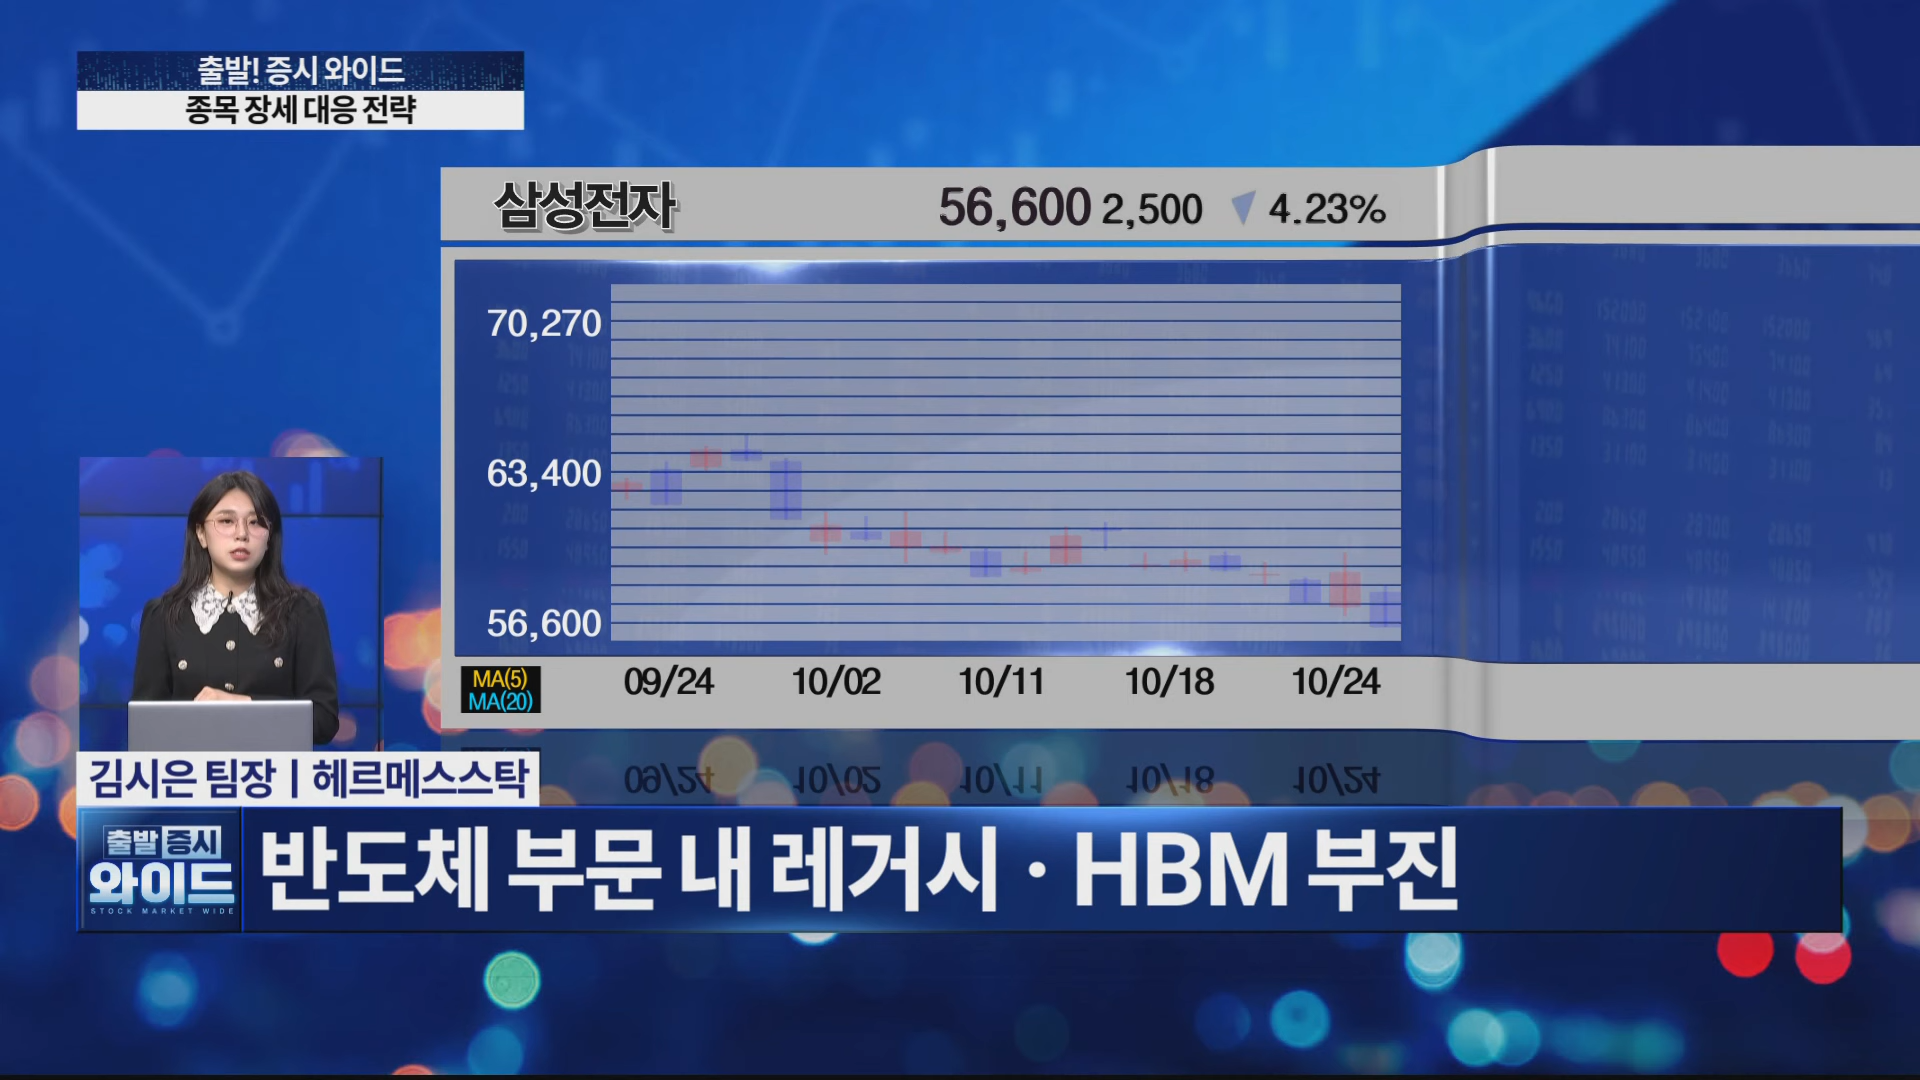 출발! 증시 와이드
종목 장세 대응 전략
삼성전자 56,600 2,500 ▼ 4.23%
70,270
63,400
56,600
MA(5)
MA(20)
09/24 10/02 10/11 10/18 10/24
김시은 팀장 | 헤르메스스탁
출발 증시
와이드
STOCK MARKET WIDE
반도체 부문 내 레거시 · HBM 부진